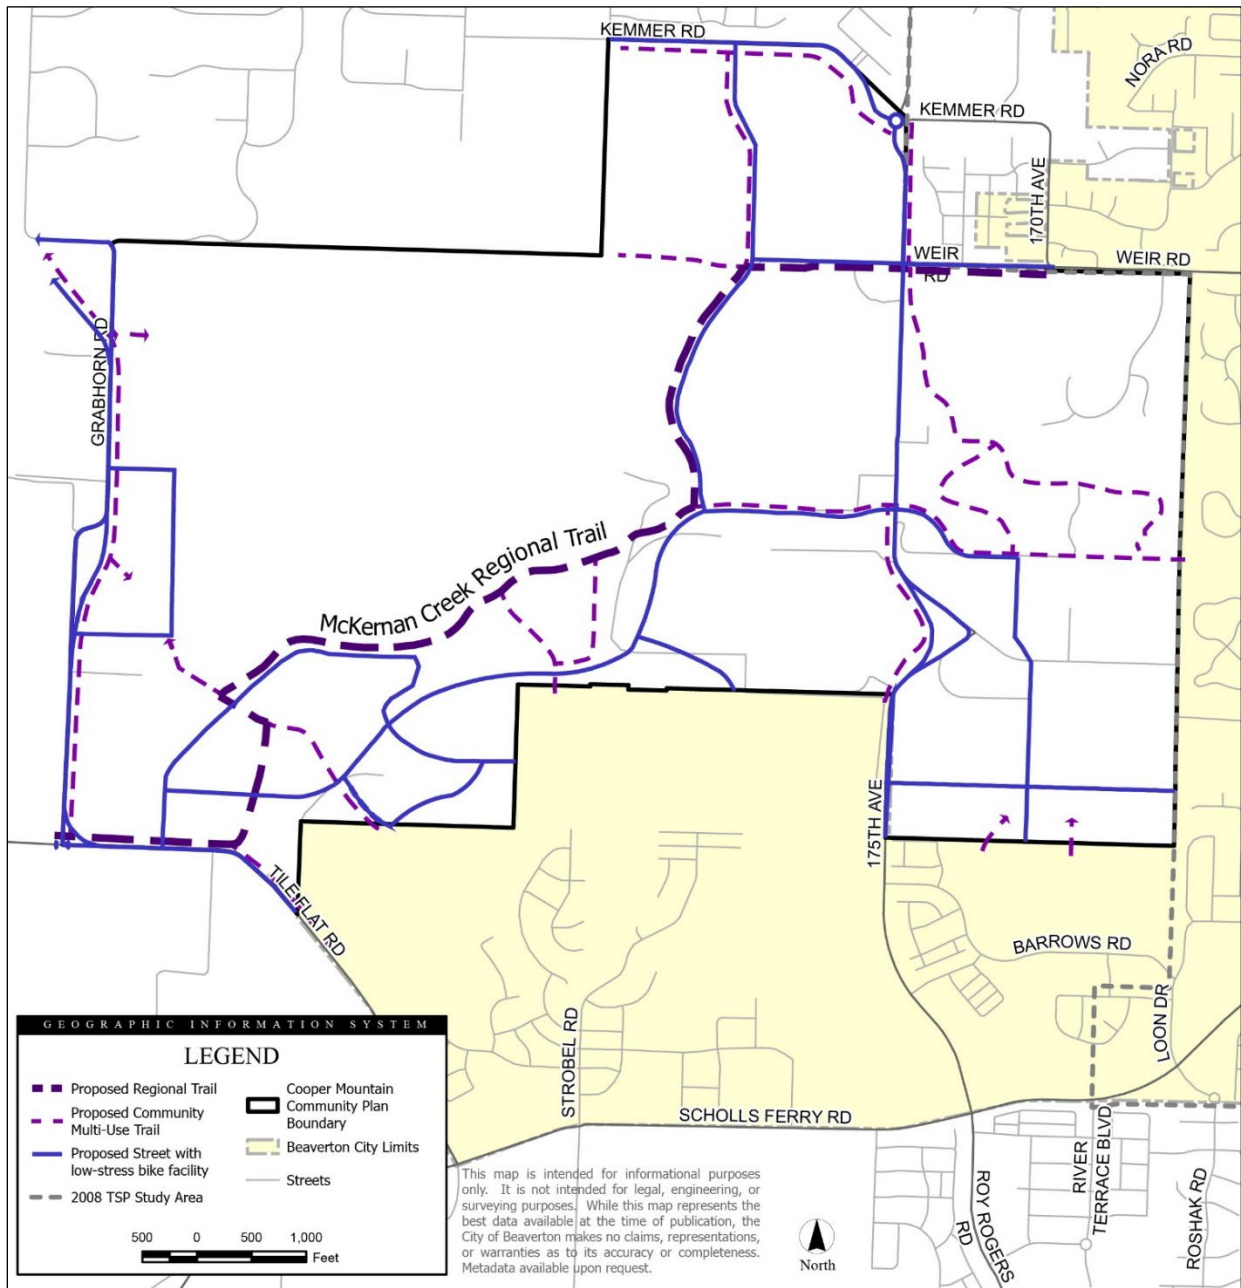 KEMMER RD
NORA RD
KEMMER RD
170TH AVE
WEIR
RD
WEIR RD
GRABHORN RD
McKernan Creek Regional Trail
175TH AVE
TILE FLAT RD
BARROWS RD
LOON DR
STROBEL RD
SCHOLLS FERRY RD
RIVER
TERRACE BLVD
ROY ROGERS
RD
ROSHAK RD
GEOGRAPHIC INFORMATION SYSTEM
LEGEND
Proposed Regional Trail
Proposed Community
Multi-Use Trail
Proposed Street with
low-stress bike facility
2008 TSP Study Area
Cooper Mountain
Community Plan
Boundary
Beaverton City Limits
Streets
500 0 500 1,000
Feet
This map is intended for informational purposes
only. It is not intended for legal, engineering, or
surveying purposes. While this map represents the
best data available at the time of publication, the
City of Beaverton makes no claims, representations,
or warranties as to its accuracy or completeness.
Metadata available upon request.
North